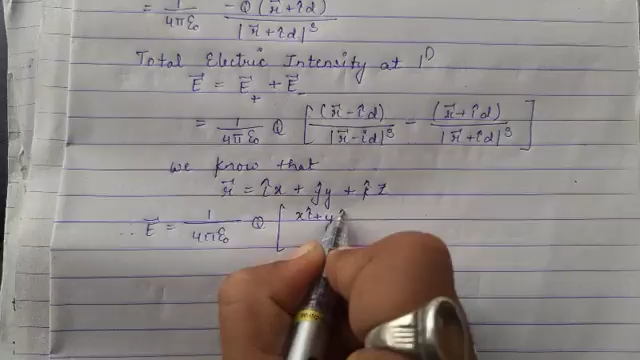 = 1/4πε₀ -Q(r⃗+îd)/|r⃗+îd|³
Total Electric Intensity at P
E⃗ = E⃗₊ + E⃗₋
= 1/4πε₀ Q [(r⃗-îd)/|r⃗-îd|³ - (r⃗+îd)/|r⃗+îd|³]
we know that
r⃗ = îx + ĵy + k̂z
∴ E⃗ = 1/4πε₀ Q [xî+y